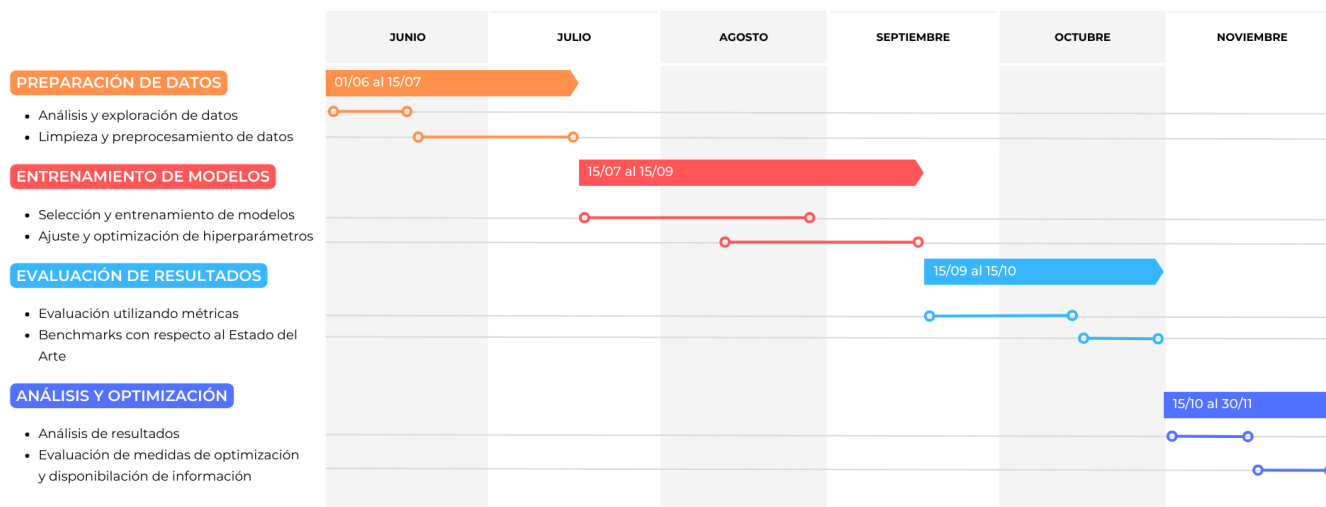 JUNIO JULIO AGOSTO SEPTIEMBRE OCTUBRE NOVIEMBRE
PREPARACIÓN DE DATOS
01/06 al 15/07
• Análisis y exploración de datos
• Limpieza y preprocesamiento de datos
ENTRENAMIENTO DE MODELOS
15/07 al 15/09
• Selección y entrenamiento de modelos
• Ajuste y optimización de hiperparámetros
EVALUACIÓN DE RESULTADOS
15/09 al 15/10
• Evaluación utilizando métricas
• Benchmarks con respecto al Estado del
Arte
ANÁLISIS Y OPTIMIZACIÓN
15/10 al 30/11
• Análisis de resultados
• Evaluación de medidas de optimización
y disponibilación de información